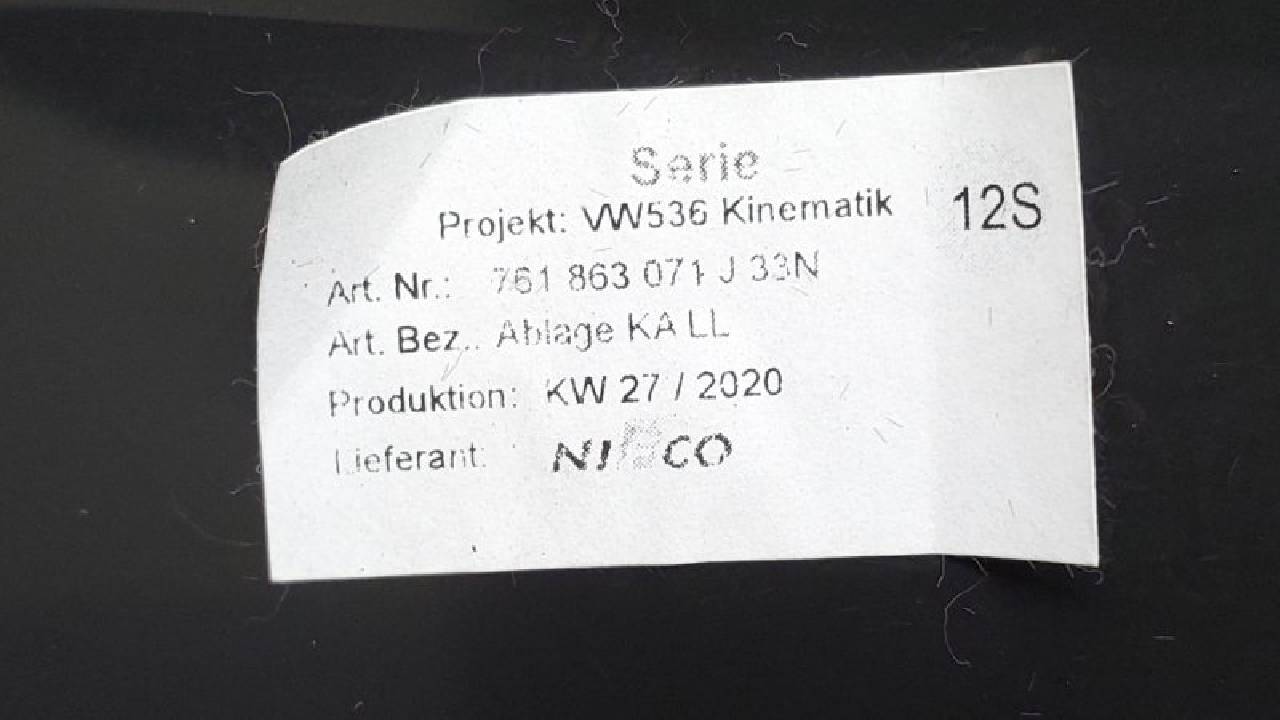 Serie
Projekt: VW536 Kinematik 12S
Art. Nr.: 761 863 071 J 33N
Art. Bez.: Ablage KA LL
Produktion: KW 27 / 2020
Lieferant: